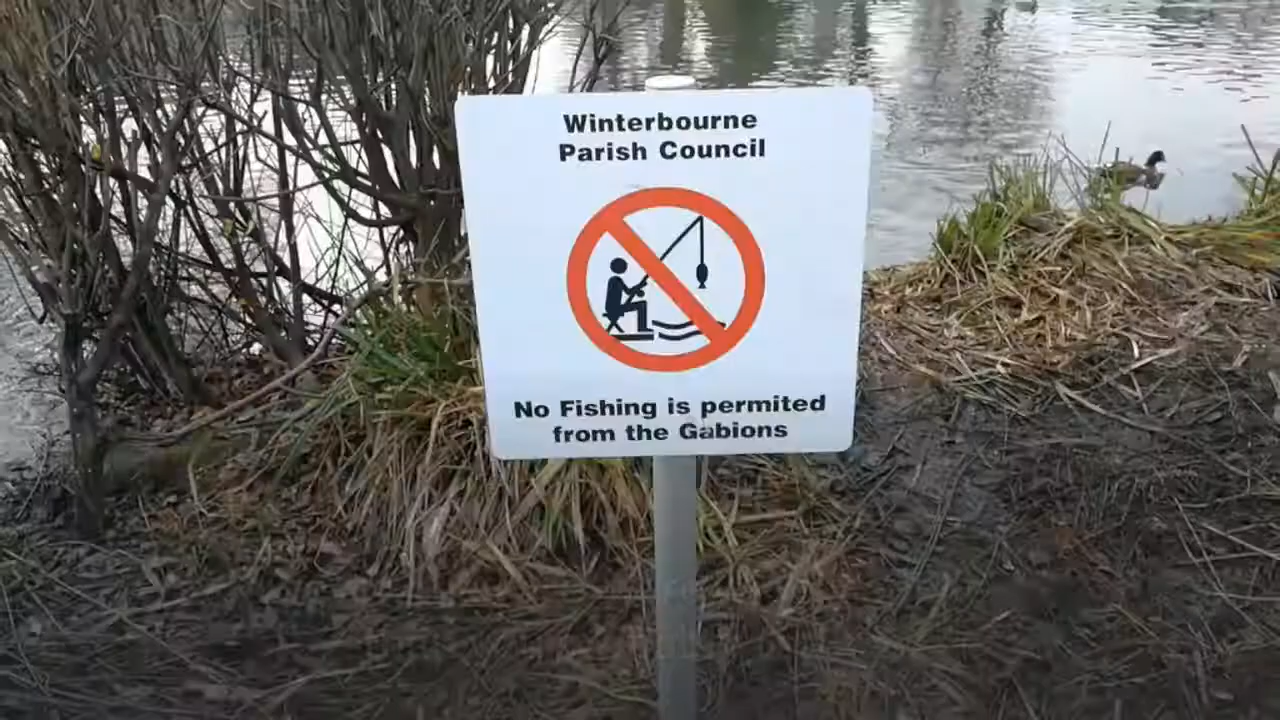 Winterbourne
Parish Council
No Fishing is permited
from the Gabions